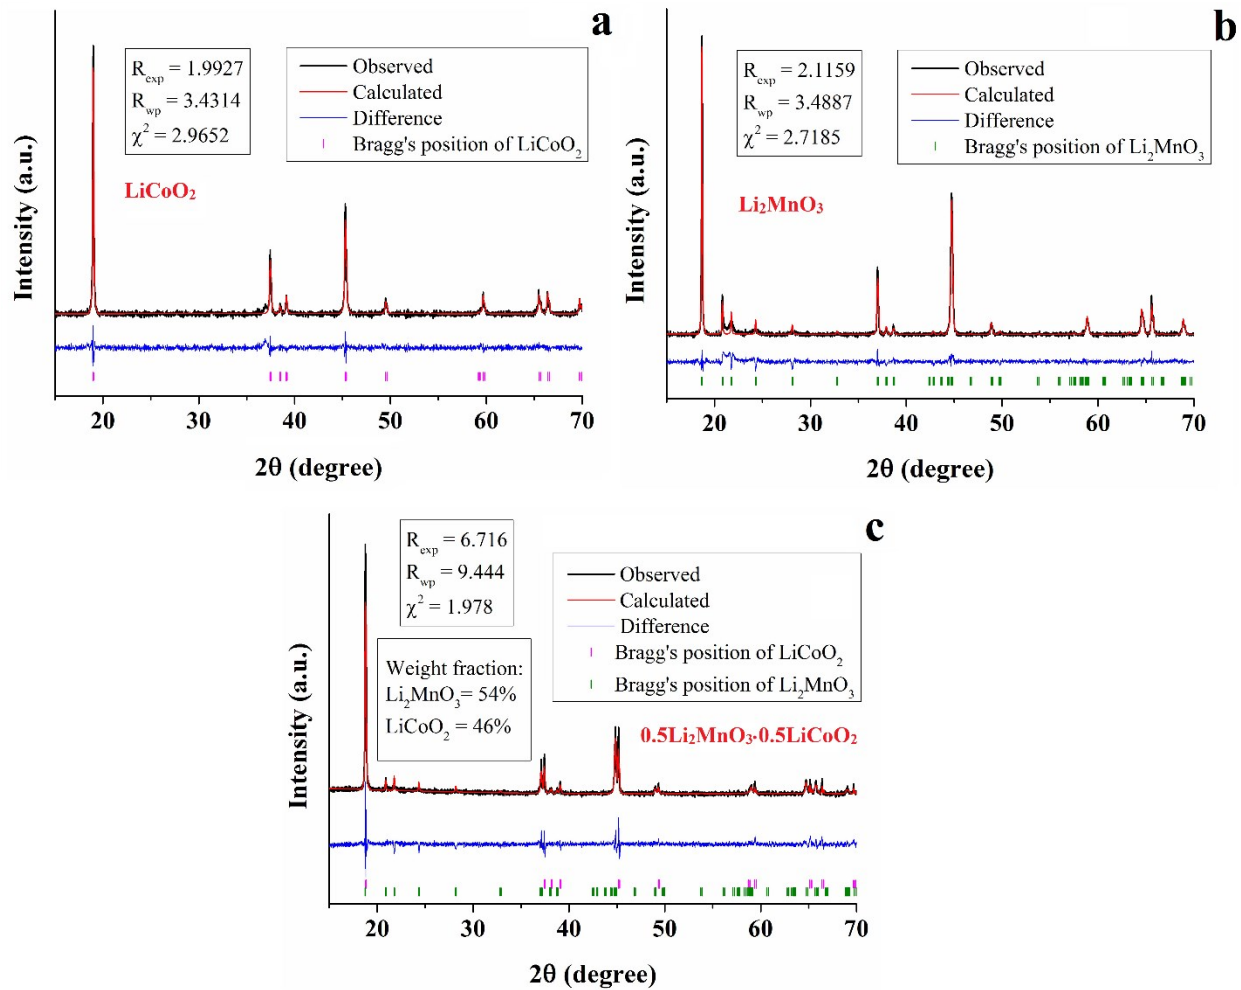 a
R_exp = 1.9927
R_wp = 3.4314
χ² = 2.9652
Observed
Calculated
Difference
Bragg's position of LiCoO₂
LiCoO₂
Intensity (a.u.)
20 30 40 50 60 70
2θ (degree)
b
R_exp = 2.1159
R_wp = 3.4887
χ² = 2.7185
Observed
Calculated
Difference
Bragg's position of Li₂MnO₃
Li₂MnO₃
Intensity (a.u.)
20 30 40 50 60 70
2θ (degree)
c
R_exp = 6.716
R_wp = 9.444
χ² = 1.978
Observed
Calculated
Difference
Bragg's position of LiCoO₂
Bragg's position of Li₂MnO₃
Weight fraction:
Li₂MnO₃= 54%
LiCoO₂ = 46%
0.5Li₂MnO₃·0.5LiCoO₂
Intensity (a.u.)
20 30 40 50 60 70
2θ (degree)